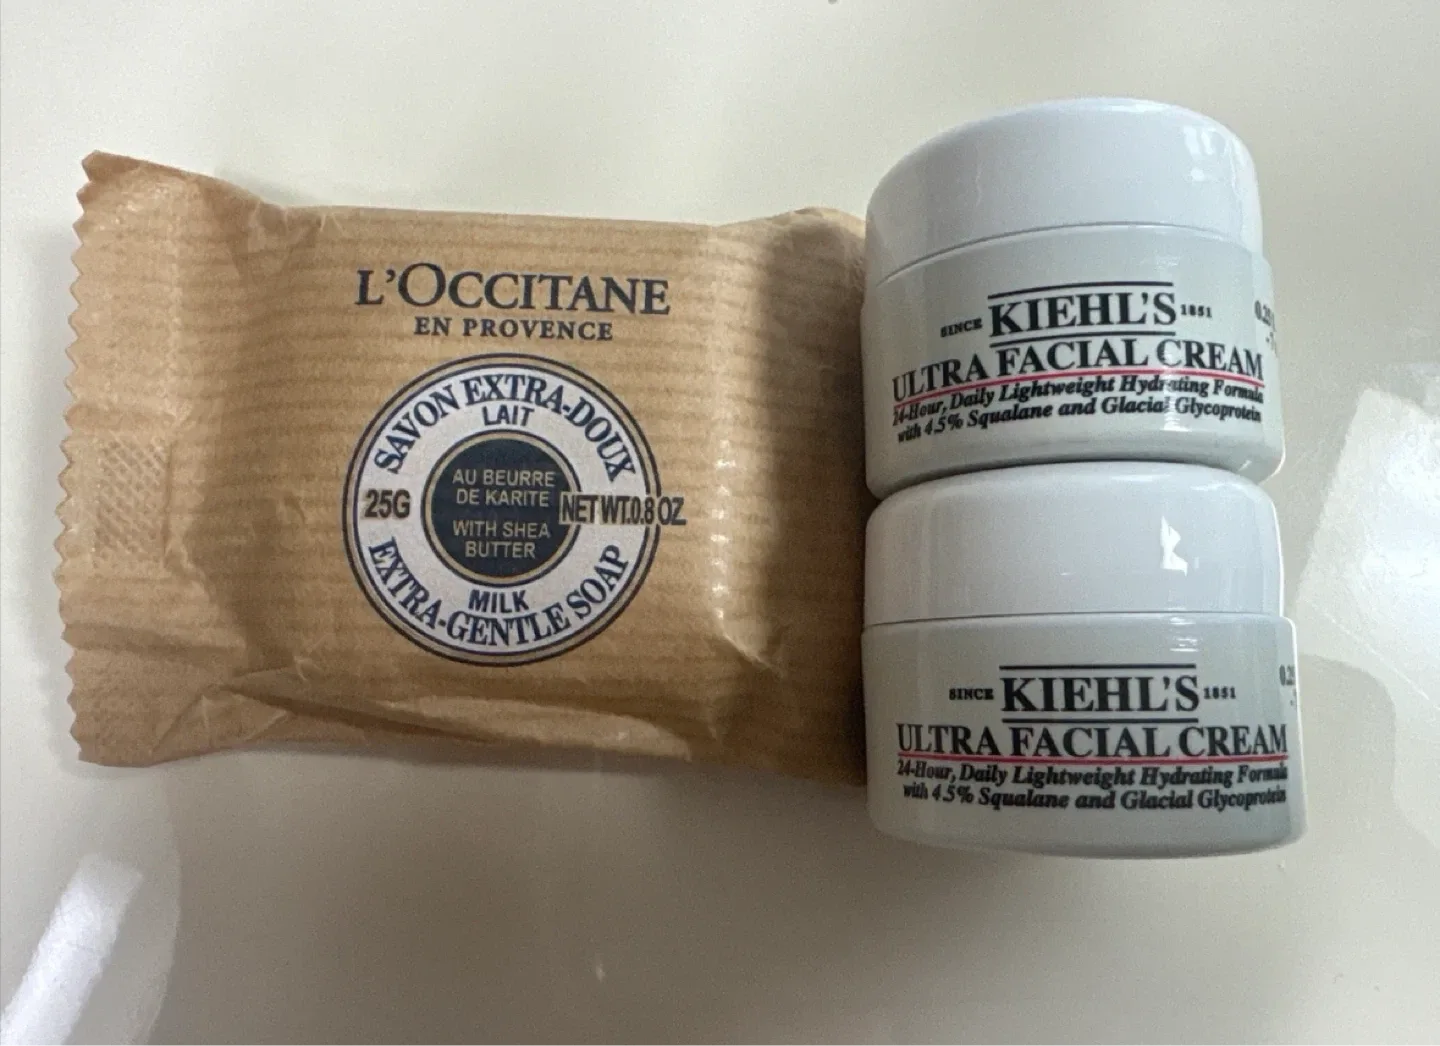 L'OCCITANE
EN PROVENCE
SAVON EXTRA-DOUX
LAIT
AU BEURRE
DE KARITE
25G
NET WT.0.8 OZ
WITH SHEA
BUTTER
MILK
EXTRA-GENTLE SOAP
SINCE KIEHL'S 1851
ULTRA FACIAL CREAM
24-Hour, Daily Lightweight Hydrating Formula
with 4.5% Squalane and Glacial Glycoprotein
SINCE KIEHL'S 1851
ULTRA FACIAL CREAM
24-Hour, Daily Lightweight Hydrating Formula
with 4.5% Squalane and Glacial Glycoprotein